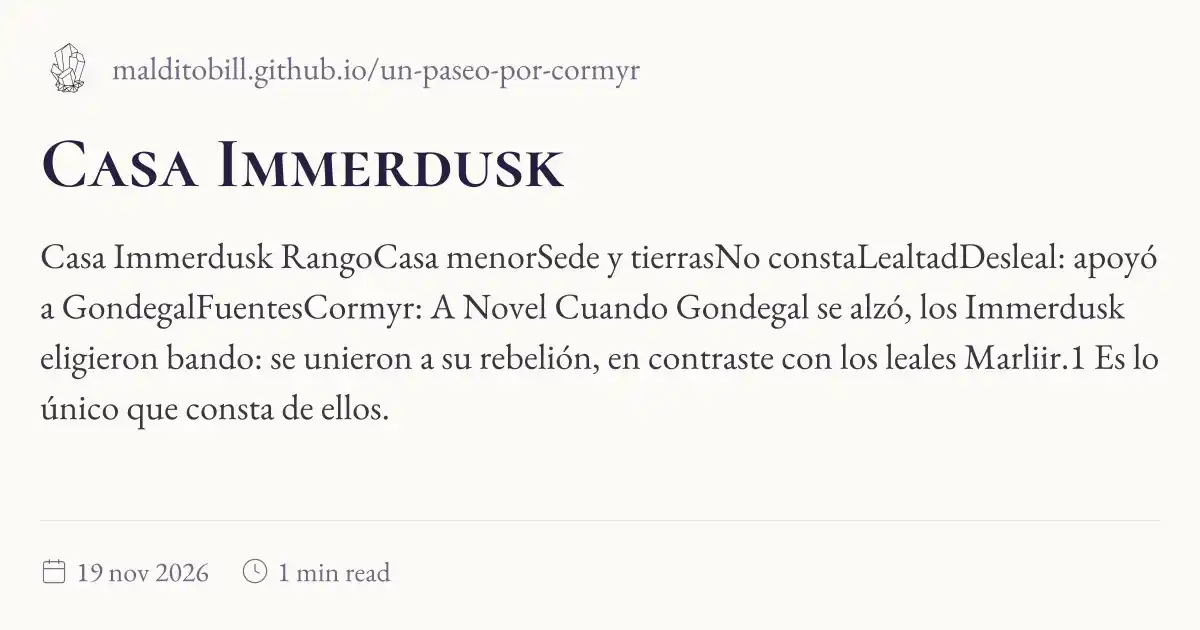 malditobill.github.io/un-paseo-por-cormyr
Casa Immerdusk
Casa Immerdusk RangoCasa menorSede y tierrasNo constaLealtadDesleal: apoyó
a GondegalFuentesCormyr: A Novel Cuando Gondegal se alzó, los Immerdusk
eligieron bando: se unieron a su rebelión, en contraste con los leales Marliir.1 Es lo
único que consta de ellos.
19 nov 2026
1 min read